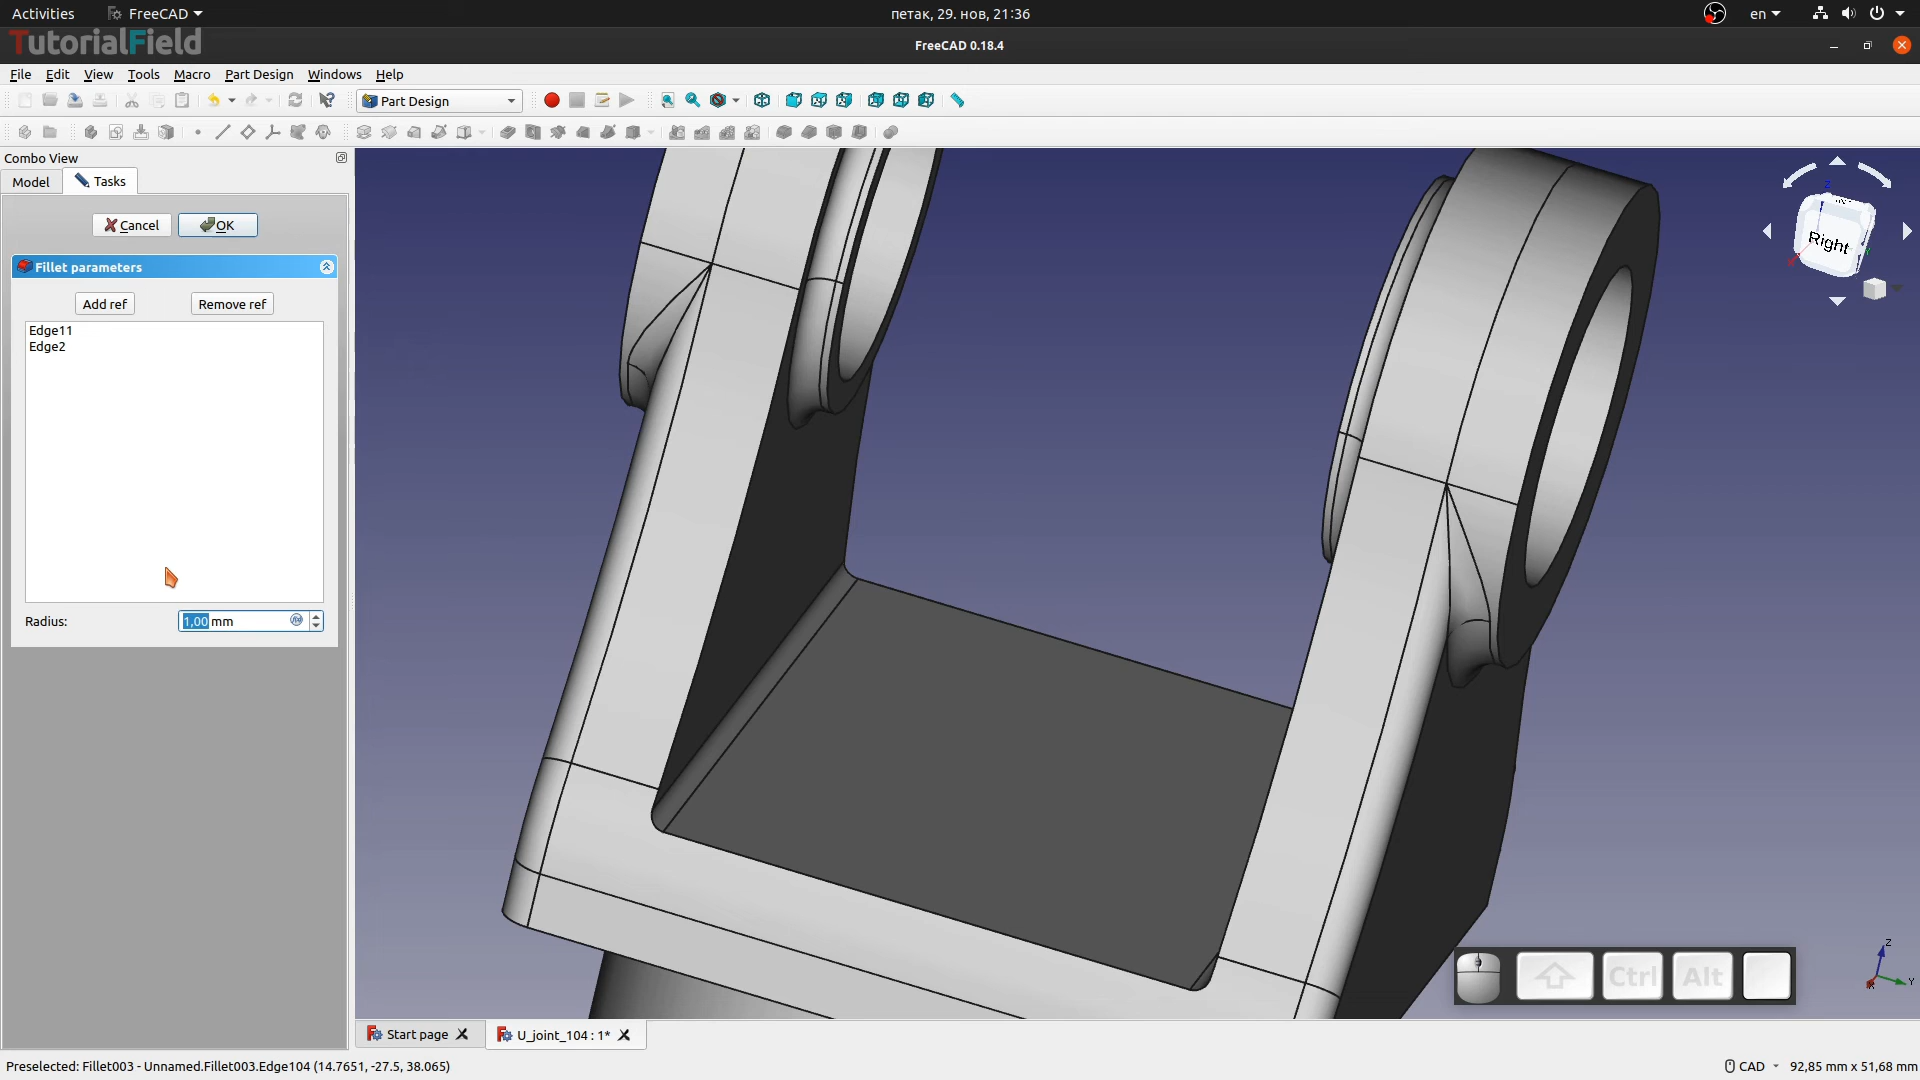 Activities FreeCAD петак, 29. нов, 21:36 en
TutorialField
FreeCAD 0.18.4
File Edit View Tools Macro Part Design Windows Help
Part Design
Combo View
Model Tasks
Cancel OK
Fillet parameters
Add ref Remove ref
Edge11
Edge2
Radius: 1,00 mm
Right
Z
Y
Ctrl Alt
Z
Y
X
Start page U_joint_104 : 1*
Preselected: Fillet003 - Unnamed.Fillet003.Edge104 (14.7651, -27.5, 38.065) CAD 92,85 mm x 51,68 mm